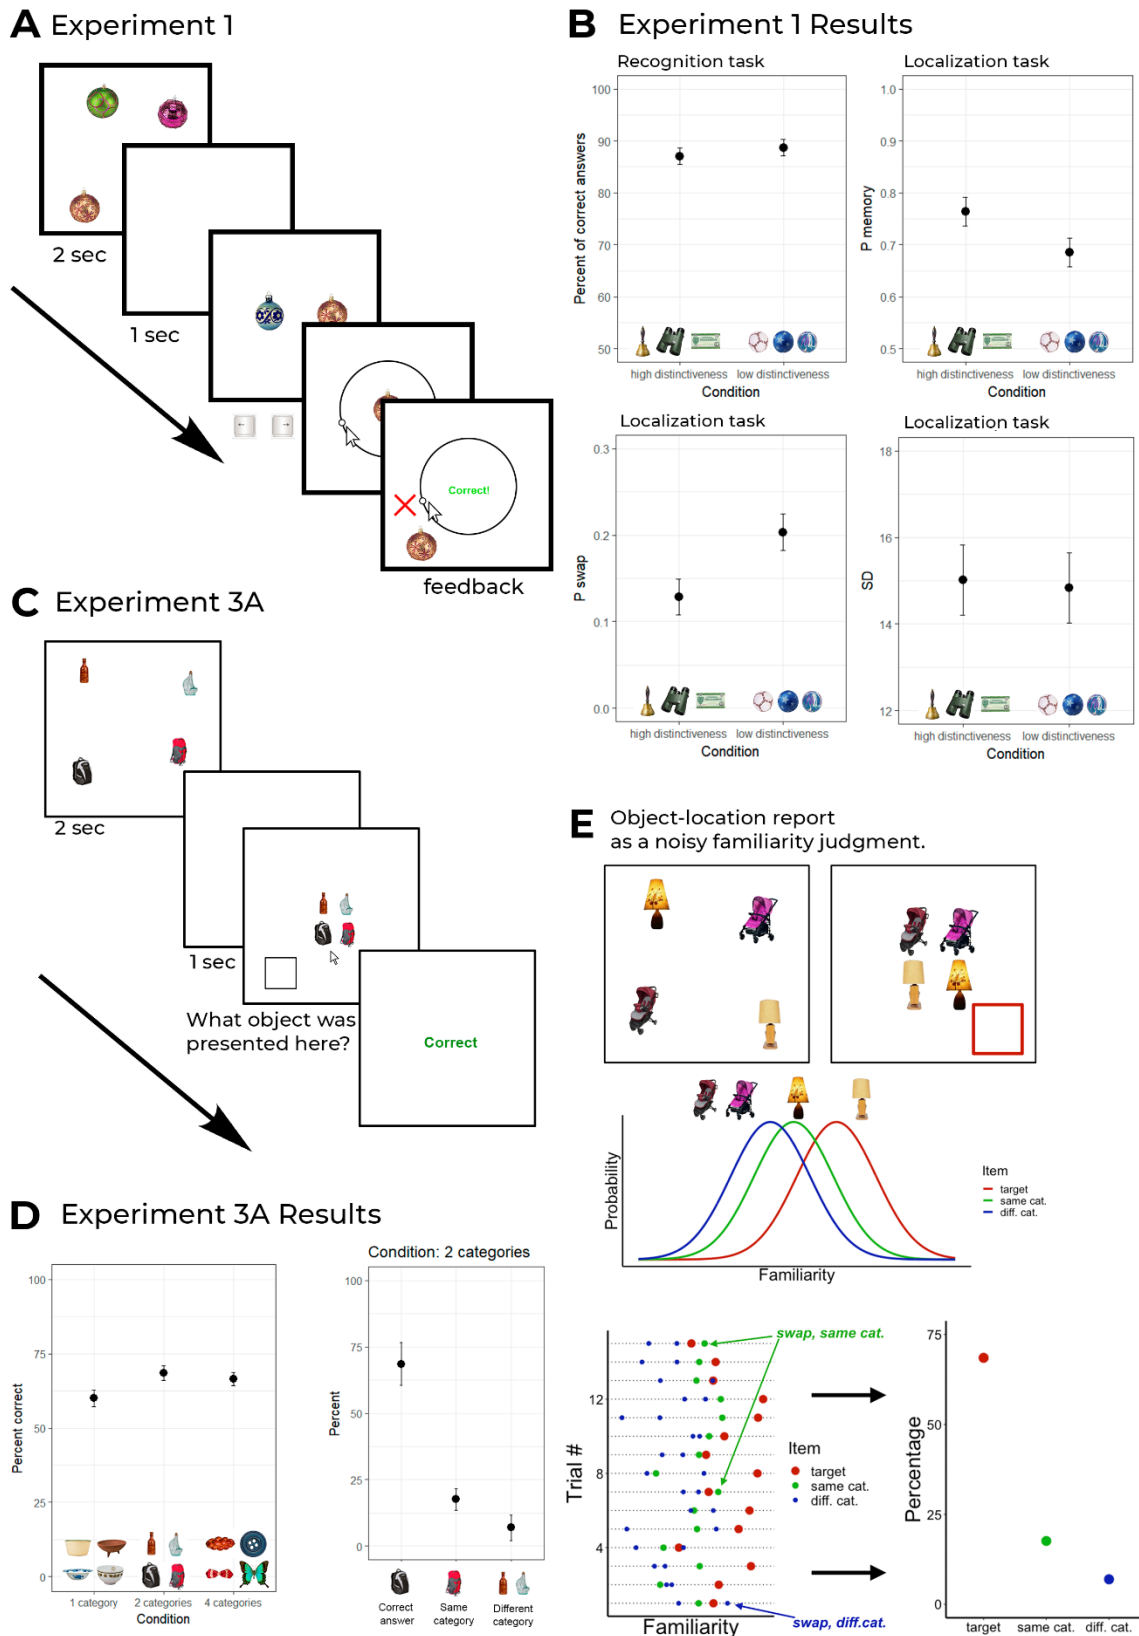 A Experiment 1
2 sec
1 sec
←
→
Correct!
feedback
B Experiment 1 Results
Recognition task
Percent of correct answers
100
90
80
70
60
50
high distinctiveness
low distinctiveness
Condition
Localization task
P memory
1.0
0.9
0.8
0.7
0.6
0.5
high distinctiveness
low distinctiveness
Condition
Localization task
P swap
0.3
0.2
0.1
0.0
high distinctiveness
low distinctiveness
Condition
Localization task
SD
18
16
14
12
high distinctiveness
low distinctiveness
Condition
C Experiment 3A
2 sec
1 sec
What object was
presented here?
Correct
D Experiment 3A Results
Percent correct
100
75
50
25
0
1 category
2 categories
4 categories
Condition
Condition: 2 categories
Percent
100
75
50
25
0
Correct
answer
Same
category
Different
category
E Object-location report
as a noisy familiarity judgment.
Probability
Familiarity
Item
target
same cat.
diff. cat.
swap, same cat.
Trial #
12
8
4
Item
target
same cat.
diff. cat.
Familiarity
swap, diff.cat.
Percentage
75
50
25
0
target
same cat.
diff. cat.